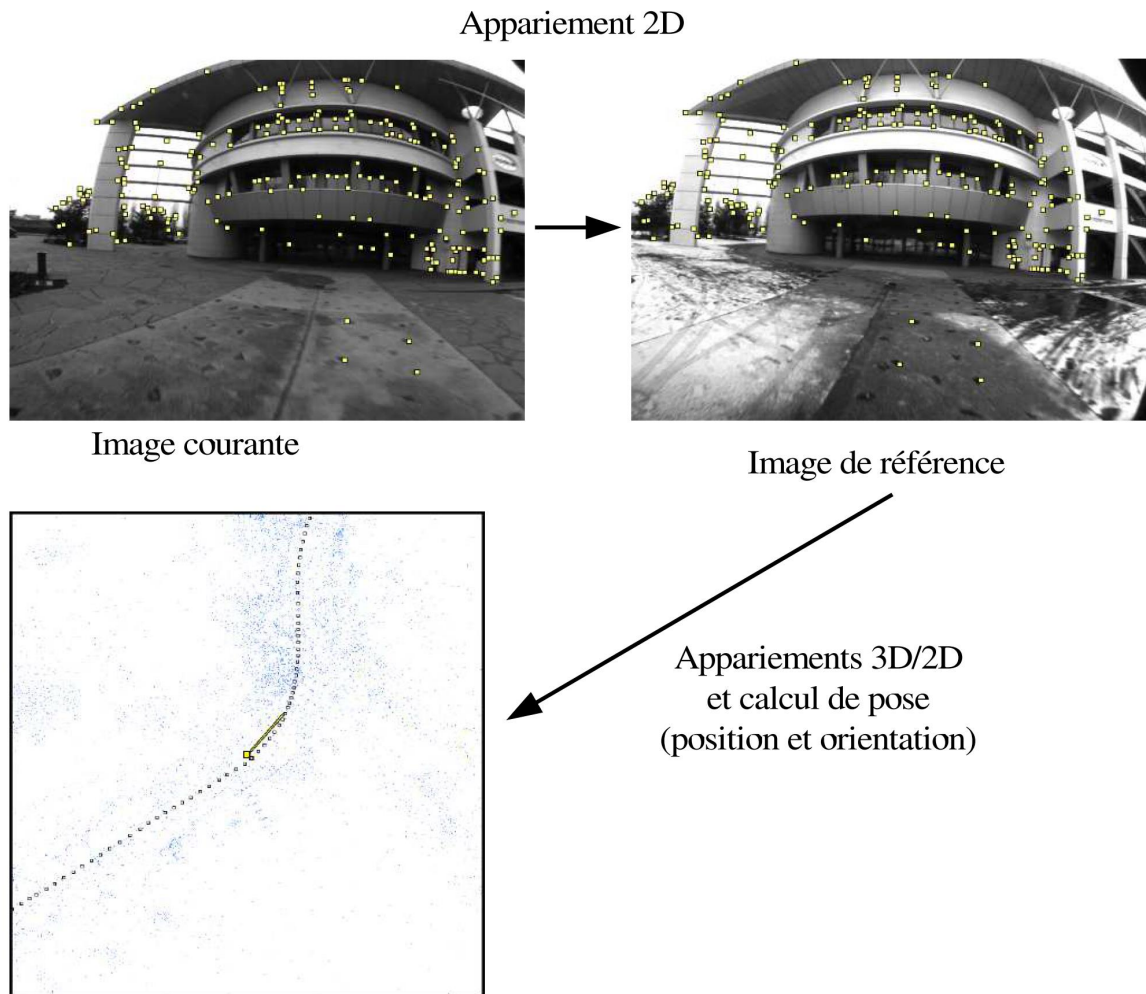 Appariement 2D
Image courante
Image de référence
Appariements 3D/2D
et calcul de pose
(position et orientation)